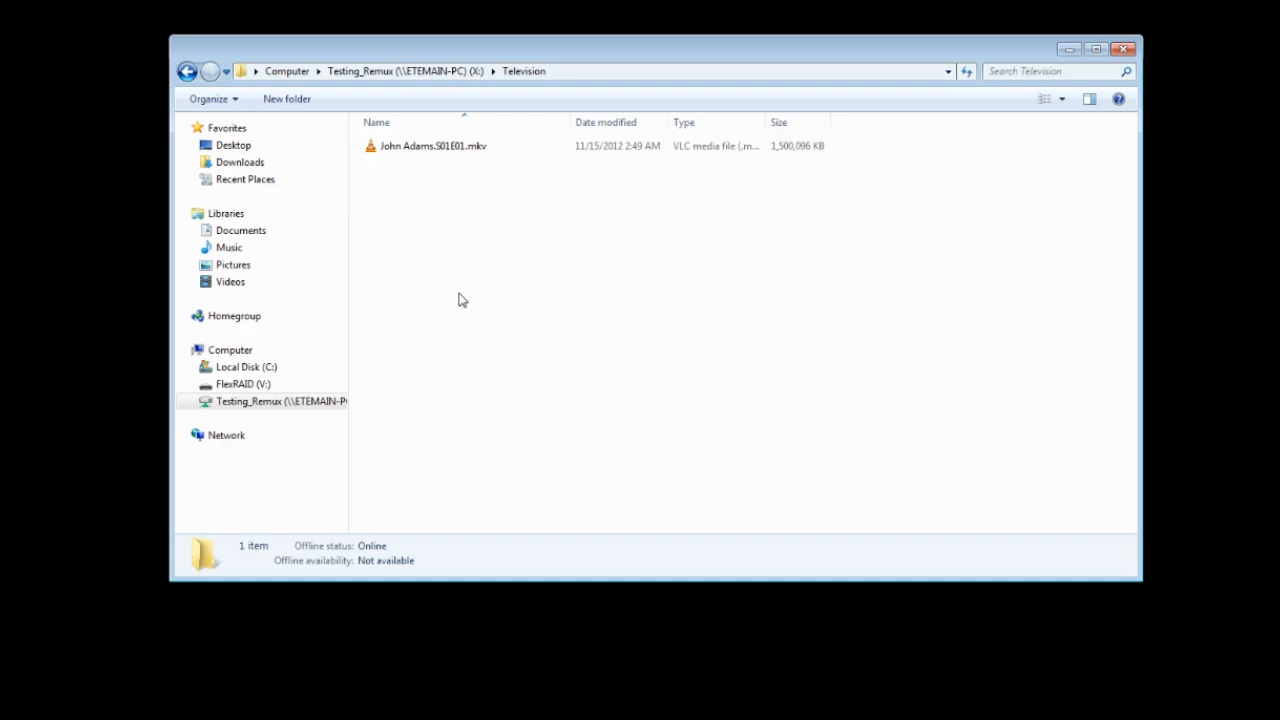 Computer Testing_Remux (\\ETEMAIN-PC) (X:) Television
Search Television
Organize New folder
Name Date modified Type Size
John Adams.S01E01.mkv 11/15/2012 2:49 AM VLC media file (.m... 1,500,096 KB
Favorites
Desktop
Downloads
Recent Places
Libraries
Documents
Music
Pictures
Videos
Homegroup
Computer
Local Disk (C:)
FlexRAID (V:)
Testing_Remux (\\ETEMAIN-P
Network
1 item Offline status: Online
Offline availability: Not available